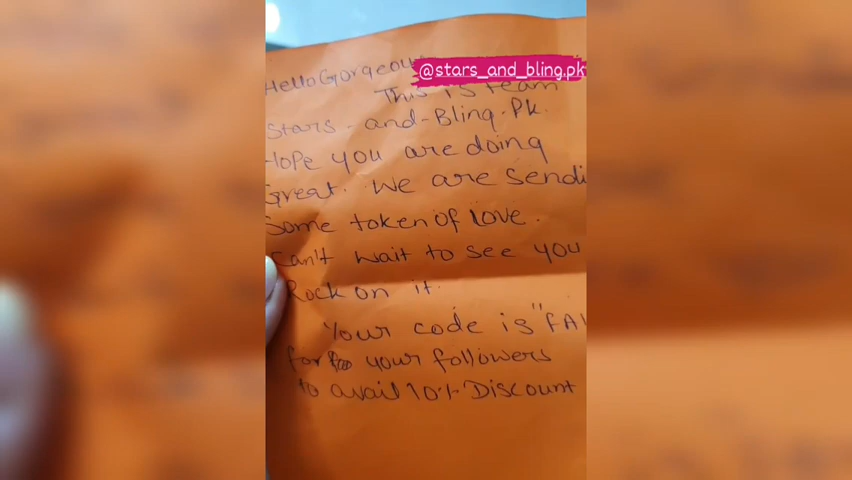 Hello Gorgeous
@stars_and_bling.pk
This is Team
Stars-and-Bling.Pk.
Hope you are doing
Great. We are Sendi
Some token of love.
Can't wait to see you
Rock on it.
Your code is "FA
for your followers
to avail 10% Discount